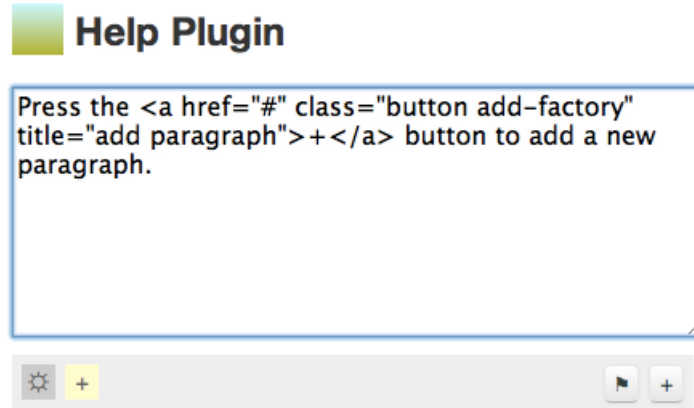 Help Plugin
Press the <a href="#" class="button add-factory"
title="add paragraph">+</a> button to add a new
paragraph.
+ +